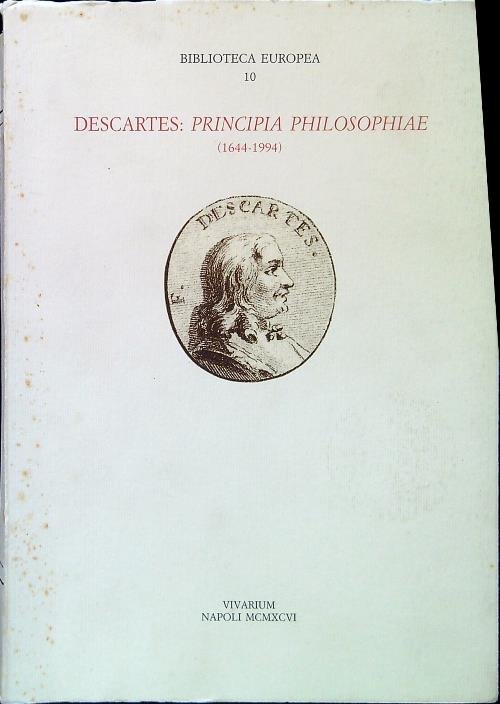 BIBLIOTECA EUROPEA
10
DESCARTES: PRINCIPIA PHILOSOPHIAE
(1644-1994)
F. DESCARTES.
VIVARIUM
NAPOLI MCMXCVI